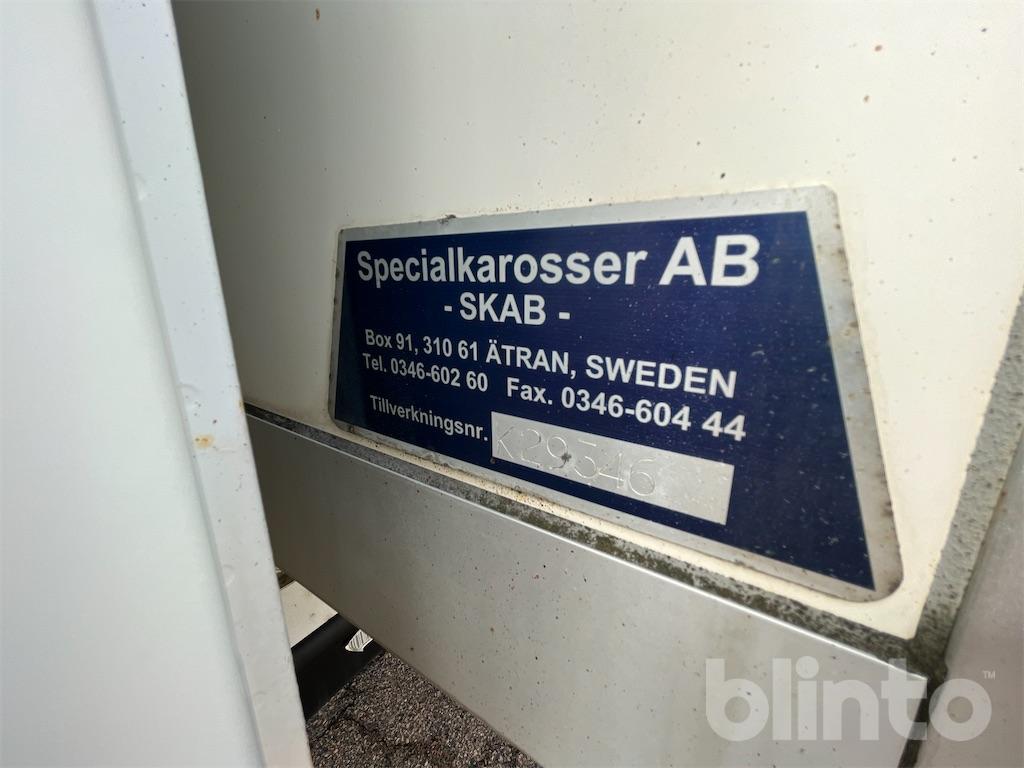 Specialkarosser AB
- SKAB -
Box 91, 310 61 ÄTRAN, SWEDEN
Tel. 0346-602 60 Fax. 0346-604 44
Tillverkningsnr. K29346
blinto™